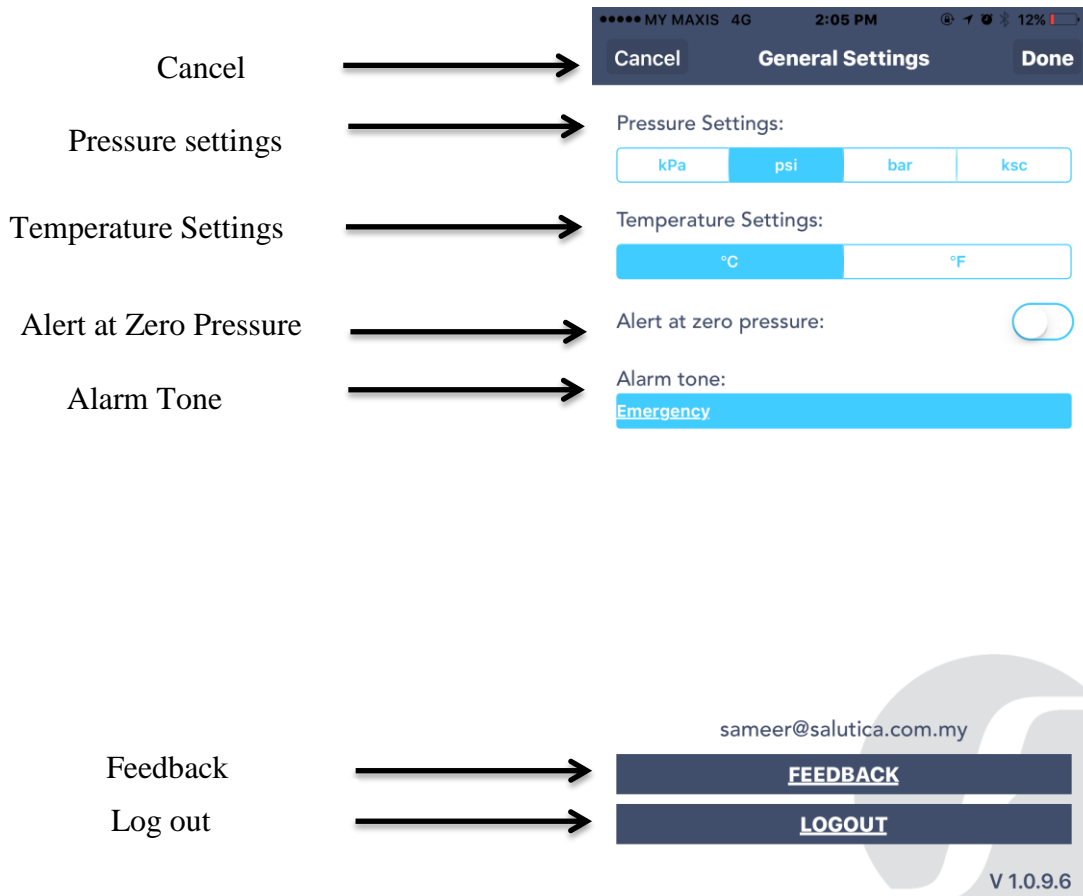 MY MAXIS 4G 2:05 PM 12%
Cancel Cancel General Settings Done
Pressure settings Pressure Settings:
kPa psi bar ksc
Temperature Settings Temperature Settings:
°C °F
Alert at Zero Pressure Alert at zero pressure:
Alarm Tone Alarm tone:
Emergency
sameer@salutica.com.my
Feedback FEEDBACK
Log out LOGOUT
V 1.0.9.6